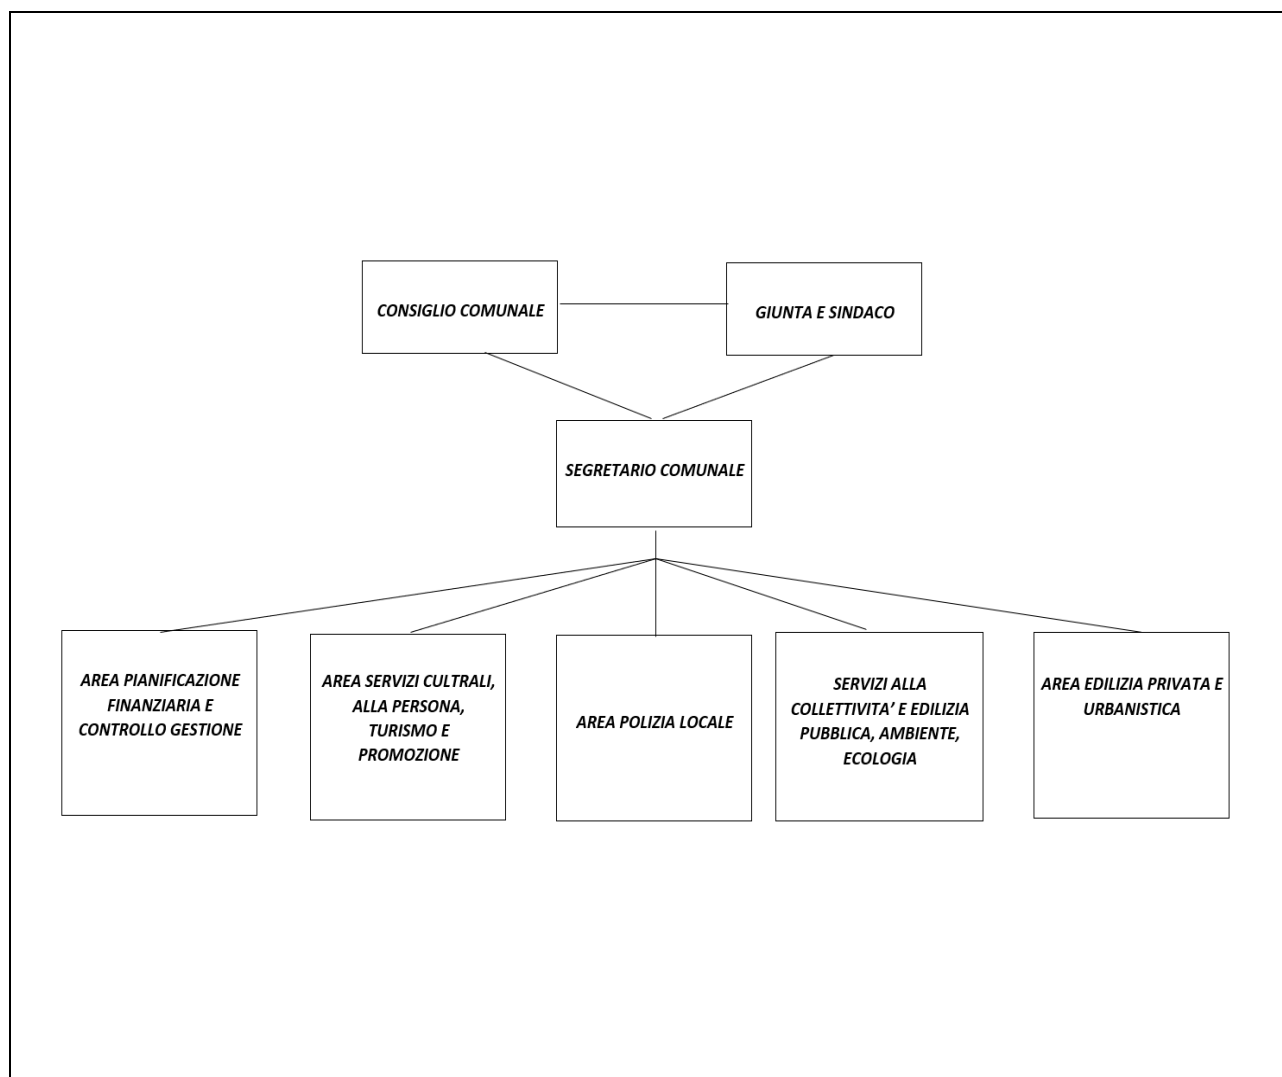 CONSIGLIO COMUNALE
GIUNTA E SINDACO
SEGRETARIO COMUNALE
AREA PIANIFICAZIONE
FINANZIARIA E
CONTROLLO GESTIONE
AREA SERVIZI CULTRALI,
ALLA PERSONA,
TURISMO E
PROMOZIONE
AREA POLIZIA LOCALE
SERVIZI ALLA
COLLETTIVITA’ E EDILIZIA
PUBBLICA, AMBIENTE,
ECOLOGIA
AREA EDILIZIA PRIVATA E
URBANISTICA